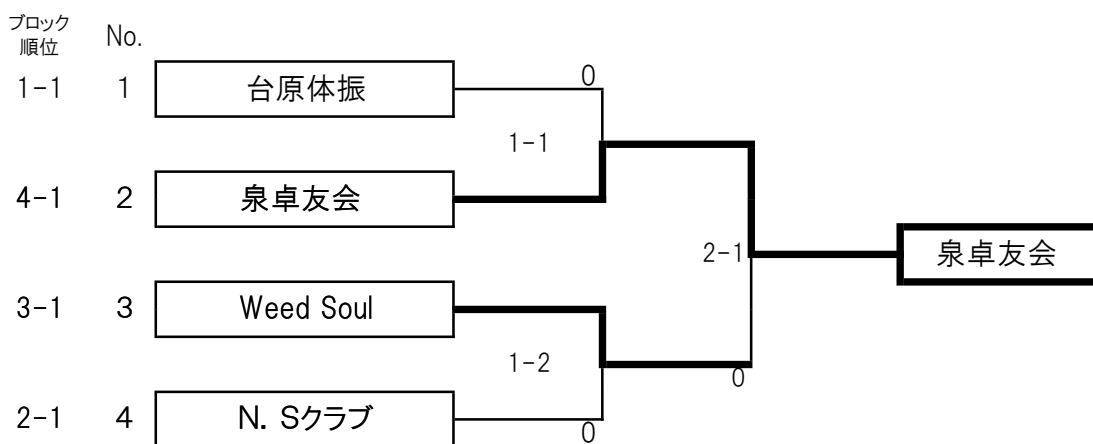 ブロック
順位
No.
1-1 1 台原体振 0
1-1
4-1 2 泉卓友会
2-1 泉卓友会
3-1 3 Weed Soul
1-2 0
2-1 4 N. Sクラブ 0